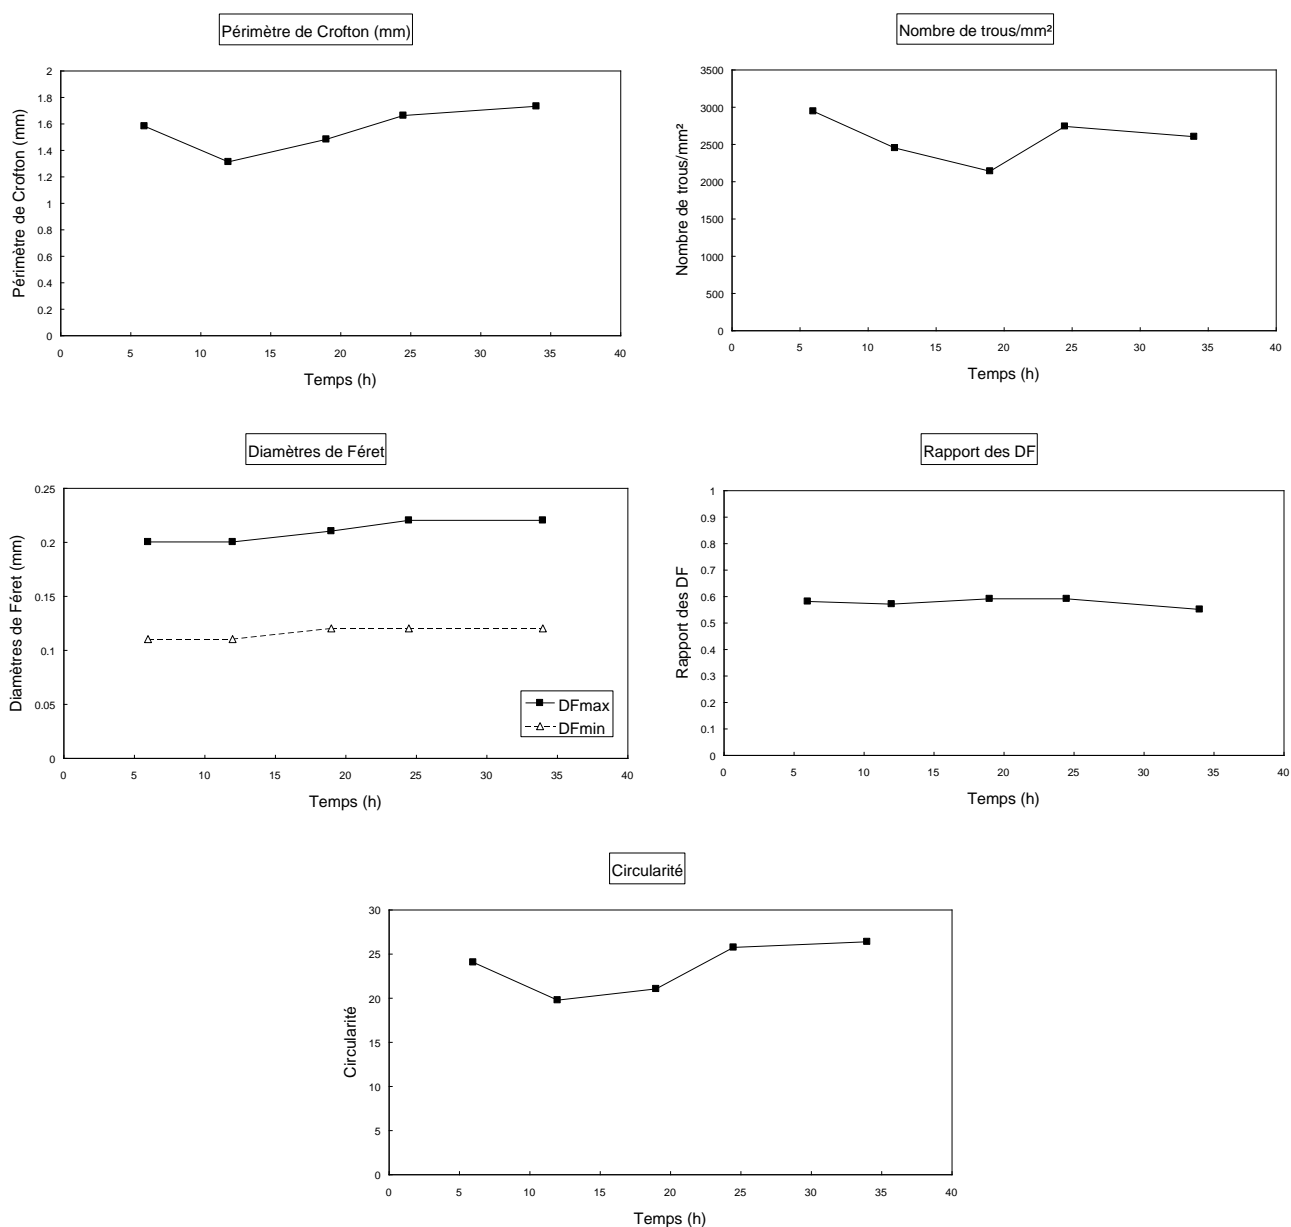 Périmètre de Crofton (mm)
Périmètre de Crofton (mm)
2
1.8
1.6
1.4
1.2
1
0.8
0.6
0.4
0.2
0
0 5 10 15 20 25 30 35 40
Temps (h)
Nombre de trous/mm²
Nombre de trous/mm²
3500
3000
2500
2000
1500
1000
500
0
0 5 10 15 20 25 30 35 40
Temps (h)
Diamètres de Féret
Diamètres de Féret (mm)
0.25
0.2
0.15
0.1
0.05
0
DFmax
DFmin
0 5 10 15 20 25 30 35 40
Temps (h)
Rapport des DF
Rapport des DF
1
0.9
0.8
0.7
0.6
0.5
0.4
0.3
0.2
0.1
0
0 5 10 15 20 25 30 35 40
Temps (h)
Circularité
Circularité
30
25
20
15
10
5
0
0 5 10 15 20 25 30 35 40
Temps (h)